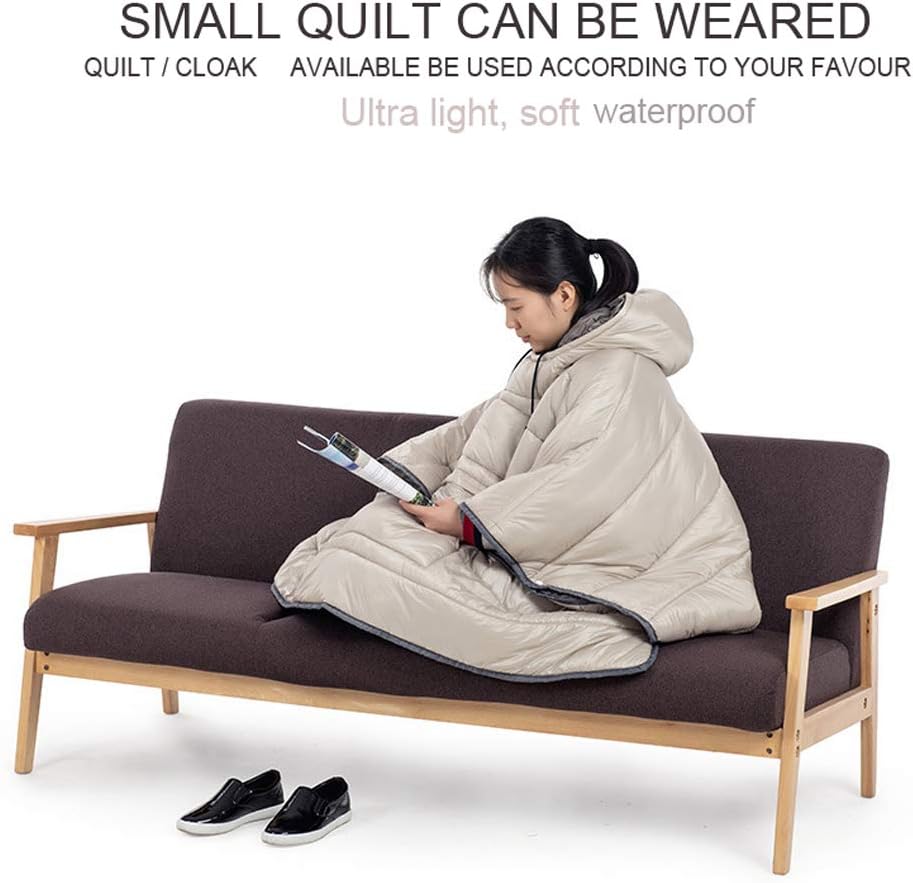 SMALL QUILT CAN BE WEARED
QUILT / CLOAK AVAILABLE BE USED ACCORDING TO YOUR FAVOUR
Ultra light, soft waterproof